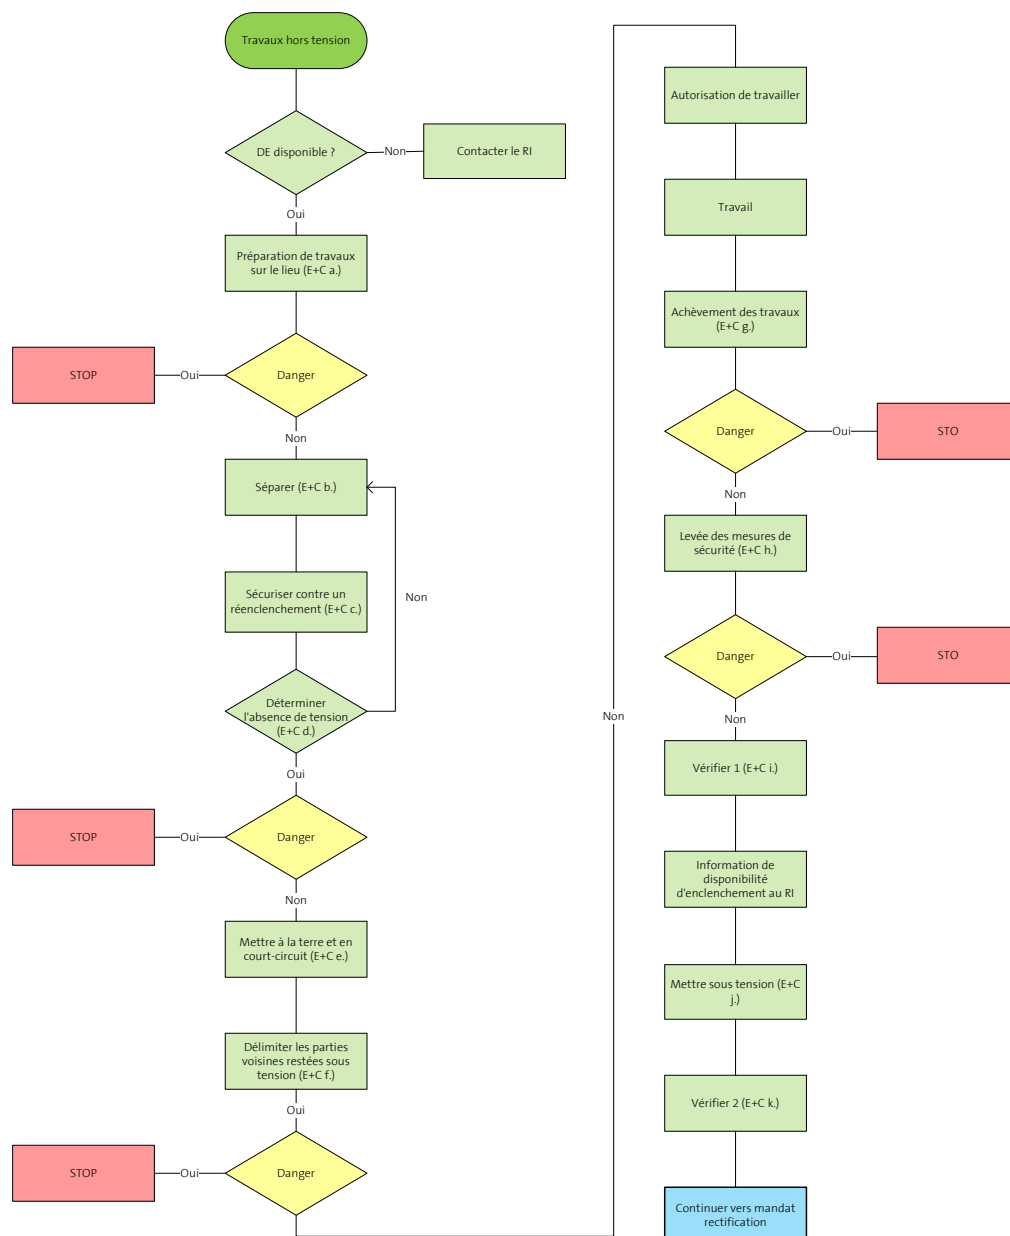 Travaux hors tension
DE disponible ?
Non
Contacter le RI
Oui
Préparation de travaux
sur le lieu (E+C a.)
STOP
Oui
Danger
Non
Séparer (E+C b.)
Sécuriser contre un
réenclenchement (E+C c.)
Non
Déterminer
l'absence de tension
(E+C d.)
Oui
STOP
Oui
Danger
Non
Mettre à la terre et en
court-circuit (E+C e.)
Délimiter les parties
voisines restées sous
tension (E+C f.)
Oui
STOP
Oui
Danger
Non
Autorisation de travailler
Travail
Achèvement des travaux
(E+C g.)
Danger
Oui
STO
Non
Levée des mesures de
sécurité (E+C h.)
Danger
Oui
STO
Non
Vérifier 1 (E+C i.)
Information de
disponibilité
d'enclenchement au RI
Mettre sous tension (E+C
j.)
Vérifier 2 (E+C k.)
Continuer vers mandat
rectification